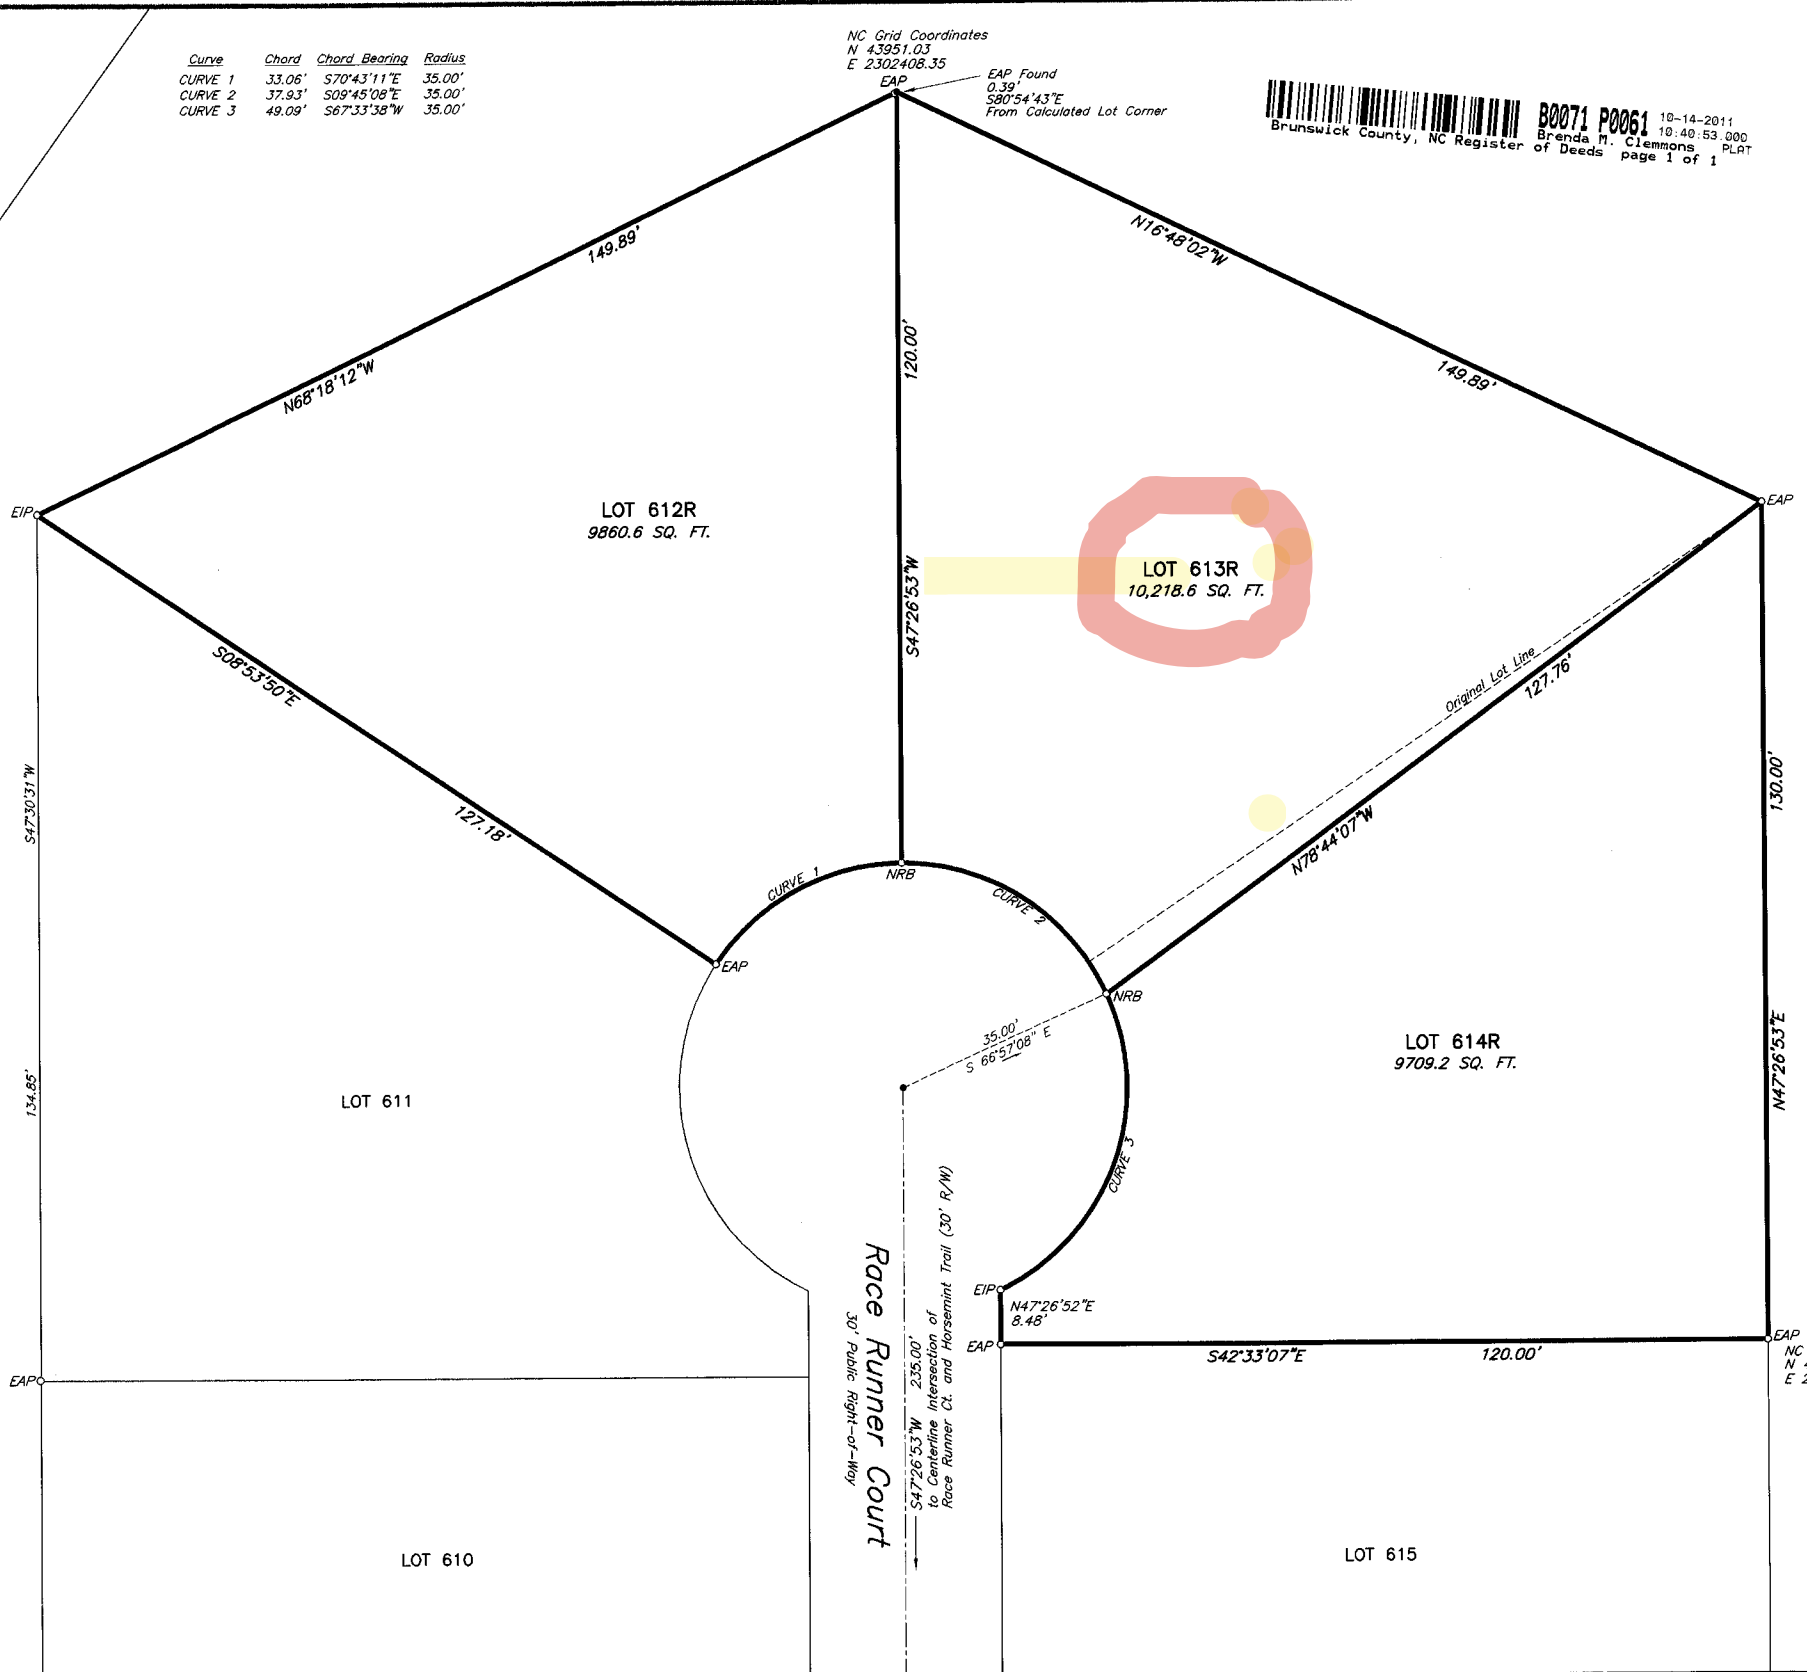 Curve Chord Chord Bearing Radius
CURVE 1 33.06' S70°43'11"E 35.00'
CURVE 2 37.93' S09°45'08"E 35.00'
CURVE 3 49.09' S67°33'38"W 35.00'
NC Grid Coordinates
N 43951.03
E 2302408.35
EAP
EAP Found
0.39'
S80°54'43"E
From Calculated Lot Corner
B0071 P0061 10-14-2011
10:40:53.000
Brenda M. Clemmons PLAT
Brunswick County, NC Register of Deeds page 1 of 1
149.89'
N68°18'12"W
N16°48'02"W
149.89'
120.00'
S47°26'53"W
EIP
EAP
LOT 612R
9860.6 SQ. FT.
LOT 613R
10,218.6 SQ. FT.
S08°53'50"E
127.18'
Original Lot Line
127.76'
N78°44'07"W
S47°30'31"W
134.85'
130.00'
N47°26'53"E
CURVE 1
NRB
CURVE 2
EAP
NRB
35.00'
S 66°57'08" E
LOT 614R
9709.2 SQ. FT.
LOT 611
CURVE 3
Race Runner Court
30' Public Right-of-Way
S47°26'53"W 235.00'
to Centerline Intersection of
Race Runner Ct. and Horsemint Trail (30' R/W)
EIP
N47°26'52"E
8.48'
EAP
S42°33'07"E 120.00'
EAP
NC
N
E 2
EAP
LOT 610
LOT 615